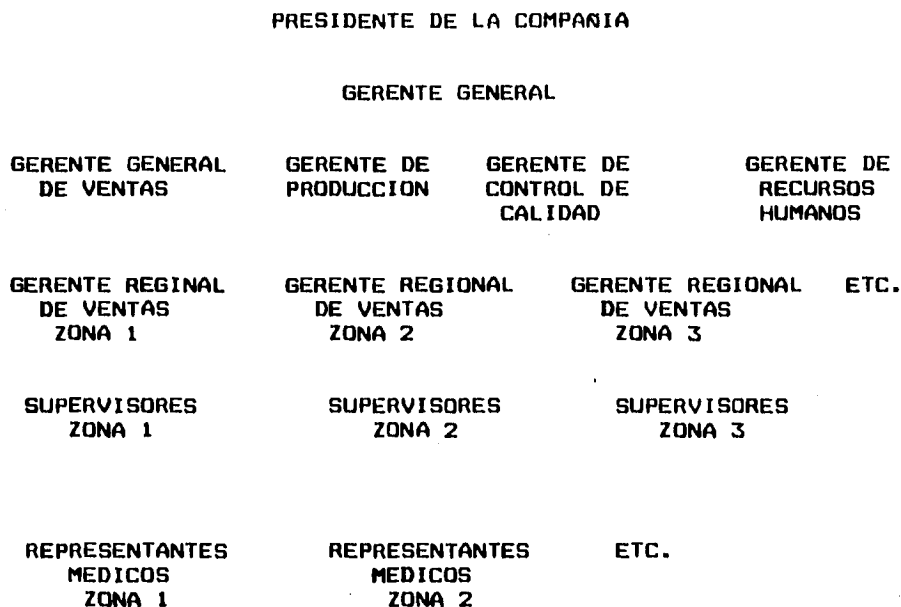 PRESIDENTE DE LA COMPAÑIA
GERENTE GENERAL
GERENTE GENERAL GERENTE DE GERENTE DE GERENTE DE
DE VENTAS PRODUCCION CONTROL DE RECURSOS
CALIDAD HUMANOS
GERENTE REGINAL GERENTE REGIONAL GERENTE REGIONAL ETC.
DE VENTAS DE VENTAS DE VENTAS
ZONA 1 ZONA 2 ZONA 3
SUPERVISORES SUPERVISORES SUPERVISORES
ZONA 1 ZONA 2 ZONA 3
REPRESENTANTES REPRESENTANTES ETC.
MEDICOS MEDICOS
ZONA 1 ZONA 2